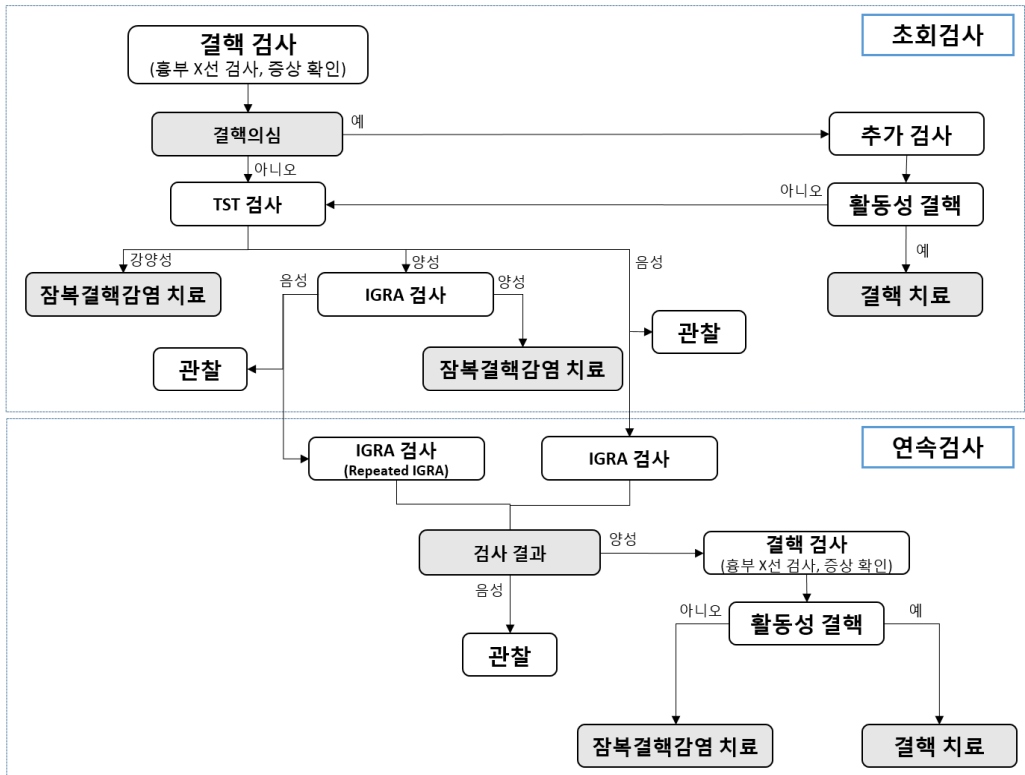 초회검사
결핵 검사
(흉부 X선 검사, 증상 확인)
결핵의심
예
추가 검사
아니오
TST 검사
아니오
활동성 결핵
강양성
양성
음성
예
잠복결핵감염 치료
음성
IGRA 검사
양성
결핵 치료
관찰
관찰
잠복결핵감염 치료
연속검사
IGRA 검사
(Repeated IGRA)
IGRA 검사
검사 결과
양성
결핵 검사
(흉부 X선 검사, 증상 확인)
음성
아니오
활동성 결핵
예
관찰
잠복결핵감염 치료
결핵 치료